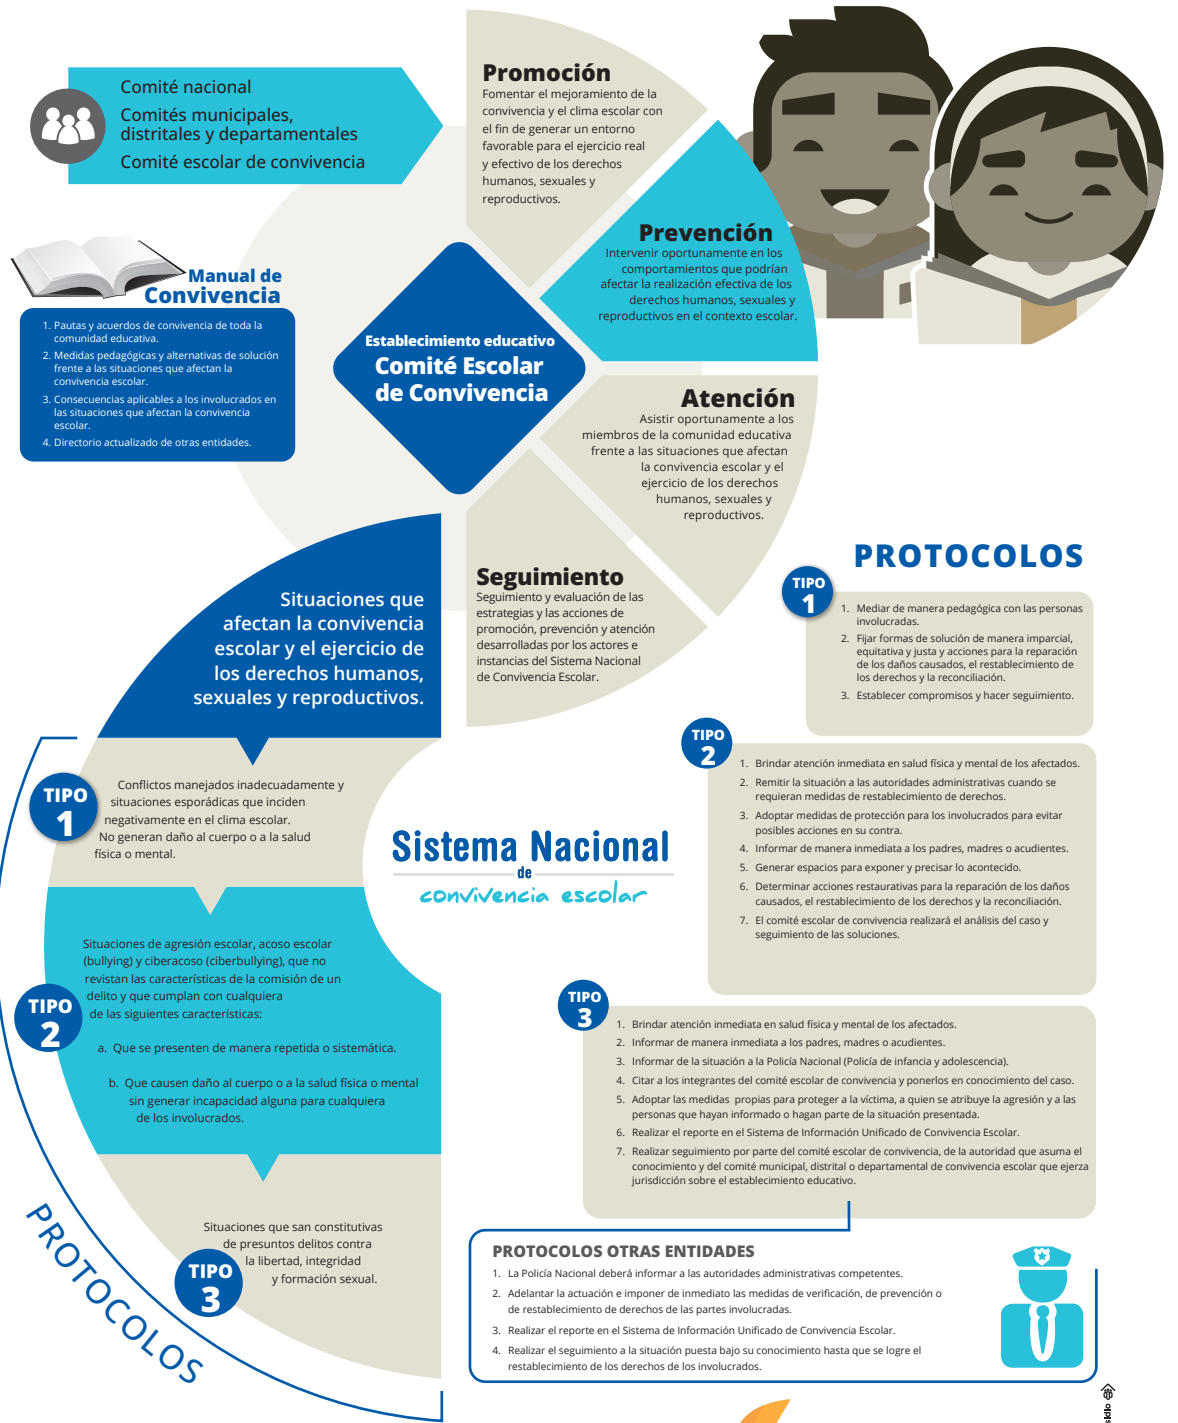 Comité nacional
Comités municipales,
distritales y departamentales
Comité escolar de convivencia
Promoción
Fomentar el mejoramiento de la
convivencia y el clima escolar con
el fin de generar un entorno
favorable para el ejercicio real
y efectivo de los derechos
humanos, sexuales y
reproductivos.
Prevención
Intervenir oportunamente en los
comportamientos que podrían
afectar la realización efectiva de los
derechos humanos, sexuales y
reproductivos en el contexto escolar.
Manual de
Convivencia
1. Pautas y acuerdos de convivencia de toda la
comunidad educativa.
2. Medidas pedagógicas y alternativas de solución
frente a las situaciones que afectan la
convivencia escolar.
3. Consecuencias aplicables a los involucrados en
las situaciones que afectan la convivencia
escolar.
4. Directorio actualizado de otras entidades.
Establecimiento educativo
Comité Escolar
de Convivencia
Atención
Asistir oportunamente a los
miembros de la comunidad educativa
frente a las situaciones que afectan
la convivencia escolar y el
ejercicio de los derechos
humanos, sexuales y
reproductivos.
Seguimiento
Seguimiento y evaluación de las
estrategias y las acciones de
promoción, prevención y atención
desarrolladas por los actores e
instancias del Sistema Nacional
de Convivencia Escolar.
Situaciones que
afectan la convivencia
escolar y el ejercicio de
los derechos humanos,
sexuales y reproductivos.
TIPO
1
Conflictos manejados inadecuadamente y
situaciones esporádicas que inciden
negativamente en el clima escolar.
No generan daño al cuerpo o a la salud
física o mental.
TIPO
2
Situaciones de agresión escolar, acoso escolar
(bullying) y ciberacoso (ciberbullying), que no
revistan las características de la comisión de un
delito y que cumplan con cualquiera
de las siguientes características:
a. Que se presenten de manera repetida o sistemática.
b. Que causen daño al cuerpo o a la salud física o mental
sin generar incapacidad alguna para cualquiera
de los involucrados.
TIPO
3
Situaciones que san constitutivas
de presuntos delitos contra
la libertad, integridad
y formación sexual.
PROTOCOLOS
Sistema Nacional
de
convivencia escolar
PROTOCOLOS
TIPO
1
1. Mediar de manera pedagógica con las personas
involucradas.
2. Fijar formas de solución de manera imparcial,
equitativa y justa y acciones para la reparación
de los daños causados, el restablecimiento de
los derechos y la reconciliación.
3. Establecer compromisos y hacer seguimiento.
TIPO
2
1. Brindar atención inmediata en salud física y mental de los afectados.
2. Remitir la situación a las autoridades administrativas cuando se
requieran medidas de restablecimiento de derechos.
3. Adoptar medidas de protección para los involucrados para evitar
posibles acciones en su contra.
4. Informar de manera inmediata a los padres, madres o acudientes.
5. Generar espacios para exponer y precisar lo acontecido.
6. Determinar acciones restaurativas para la reparación de los daños
causados, el restablecimiento de los derechos y la reconciliación.
7. El comité escolar de convivencia realizará el análisis del caso y
seguimiento de las soluciones.
TIPO
3
1. Brindar atención inmediata en salud física y mental de los afectados.
2. Informar de manera inmediata a los padres, madres o acudientes.
3. Informar de la situación a la Policía Nacional (Policía de infancia y adolescencia).
4. Citar a los integrantes del comité escolar de convivencia y ponerlos en conocimiento del caso.
5. Adoptar las medidas propias para proteger a la víctima, a quien se atribuye la agresión y a las
personas que hayan informado o hagan parte de la situación presentada.
6. Realizar el reporte en el Sistema de Información Unificado de Convivencia Escolar.
7. Realizar seguimiento por parte del comité escolar de convivencia, de la autoridad que asuma el
conocimiento y del comité municipal, distrital o departamental de convivencia escolar que ejerza
jurisdicción sobre el establecimiento educativo.
PROTOCOLOS OTRAS ENTIDADES
1. La Policía Nacional deberá informar a las autoridades administrativas competentes.
2. Adelantar la actuación e imponer de inmediato las medidas de verificación, de prevención o
de restablecimiento de derechos de las partes involucradas.
3. Realizar el reporte en el Sistema de Información Unificado de Convivencia Escolar.
4. Realizar el seguimiento a la situación puesta bajo su conocimiento hasta que se logre el
restablecimiento de los derechos de los involucrados.